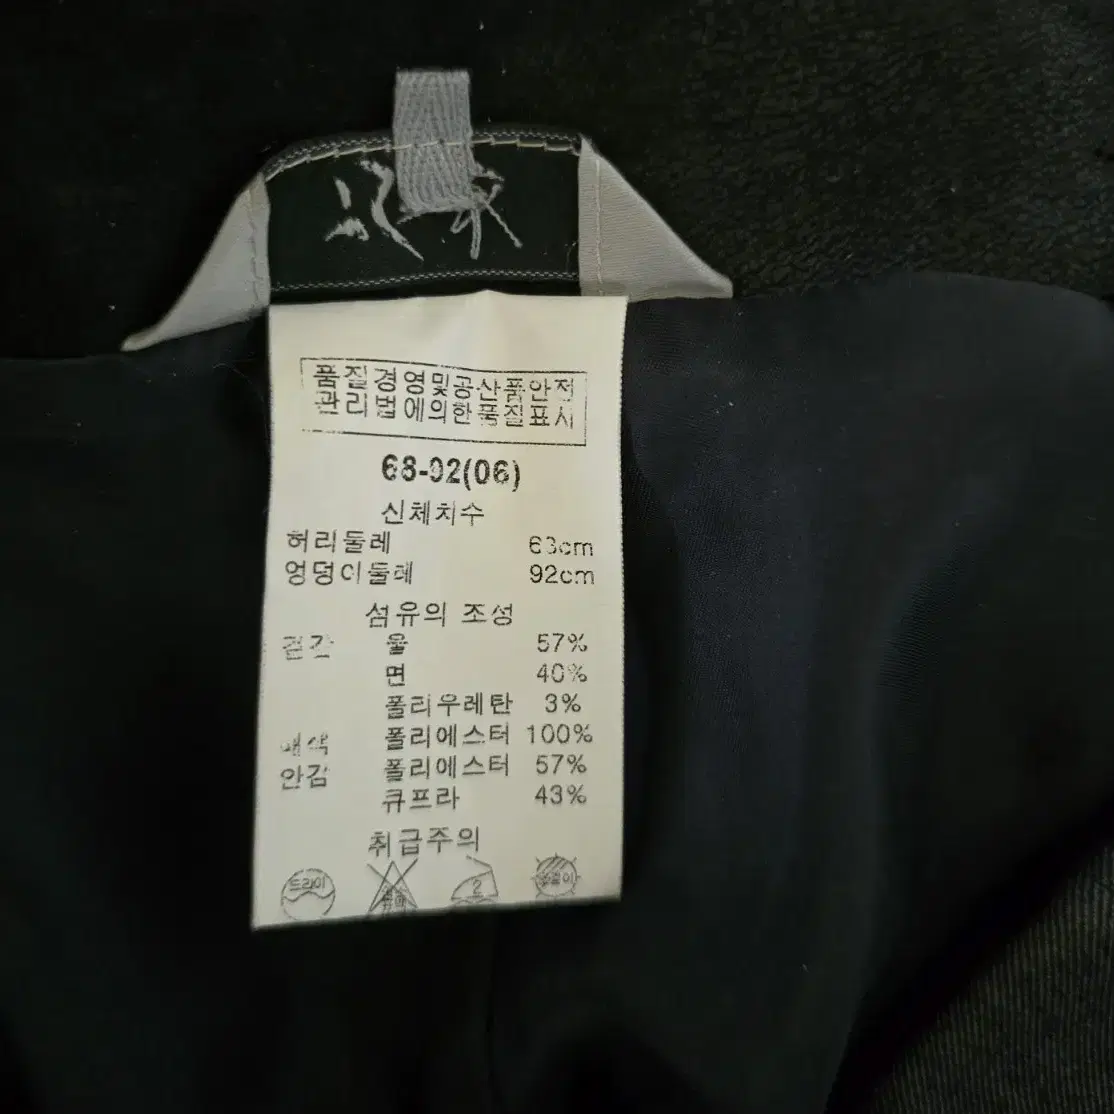 품질경영및공산품안전
관리법에의한품질표시
68-92(06)
신체치수
허리둘레 68cm
엉덩이둘레 92cm
섬유의 조성
겉감 울 57%
면 40%
폴리우레탄 3%
배색 폴리에스터 100%
안감 폴리에스터 57%
큐프라 43%
취급주의
드라이
2